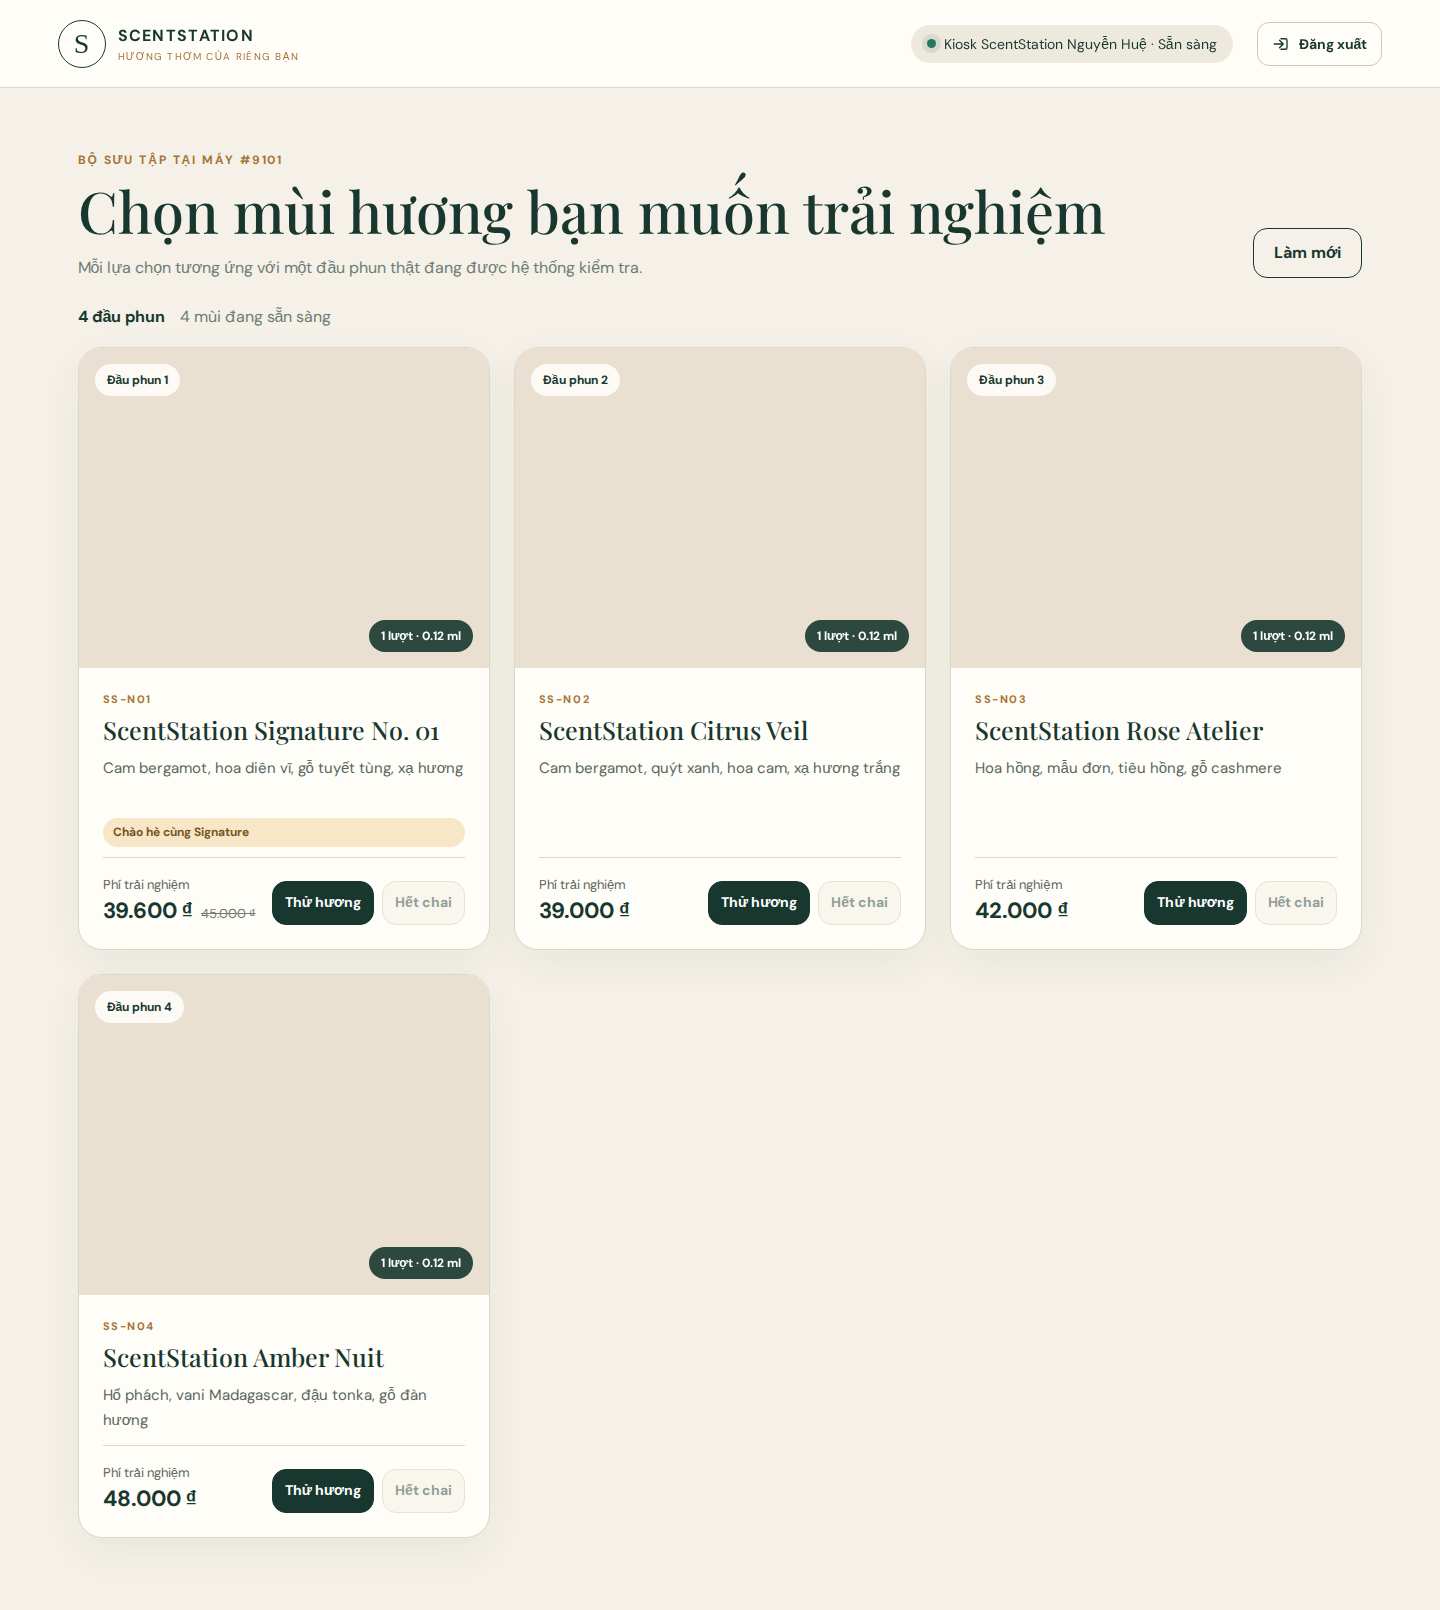 S
SCENTSTATION
HƯƠNG THƠM CỦA RIÊNG BẠN
Kiosk ScentStation Nguyễn Huệ · Sẵn sàng
Đăng xuất
BỘ SƯU TẬP TẠI MÁY #9101
Chọn mùi hương bạn muốn trải nghiệm
Mỗi lựa chọn tương ứng với một đầu phun thật đang được hệ thống kiểm tra.
Làm mới
4 đầu phun 4 mùi đang sẵn sàng
Đầu phun 1
1 lượt · 0.12 ml
SS-N01
ScentStation Signature No. 01
Cam bergamot, hoa diên vĩ, gỗ tuyết tùng, xạ hương
Chào hè cùng Signature
Phí trải nghiệm
39.600 ₫ 45.000 ₫
Thử hương
Hết chai
Đầu phun 2
1 lượt · 0.12 ml
SS-N02
ScentStation Citrus Veil
Cam bergamot, quýt xanh, hoa cam, xạ hương trắng
Phí trải nghiệm
39.000 ₫
Thử hương
Hết chai
Đầu phun 3
1 lượt · 0.12 ml
SS-N03
ScentStation Rose Atelier
Hoa hồng, mẫu đơn, tiêu hồng, gỗ cashmere
Phí trải nghiệm
42.000 ₫
Thử hương
Hết chai
Đầu phun 4
1 lượt · 0.12 ml
SS-N04
ScentStation Amber Nuit
Hổ phách, vani Madagascar, đậu tonka, gỗ đàn
hương
Phí trải nghiệm
48.000 ₫
Thử hương
Hết chai